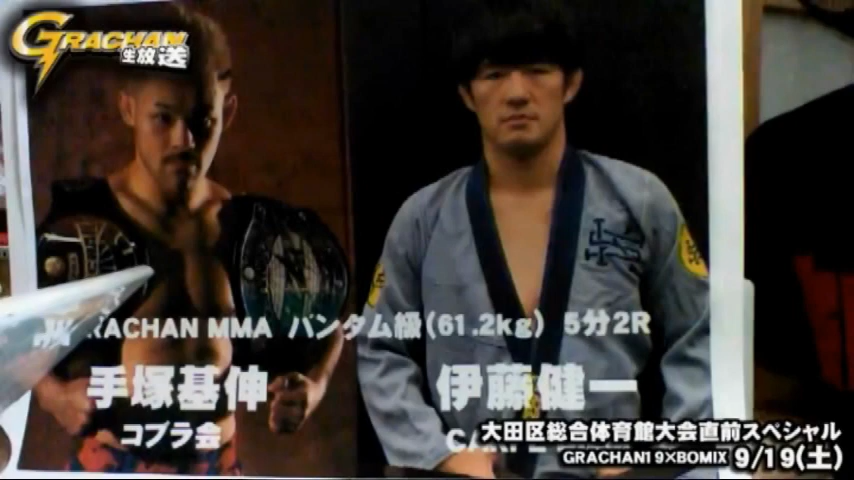 GRACHAN
生放送
RACHAN MMA バンタム級(61.2kg) 5分2R
手塚基伸 伊藤健一
コブラ会
大田区総合体育館大会直前スペシャル
GRACHAN19×BOMIX 9/19(土)